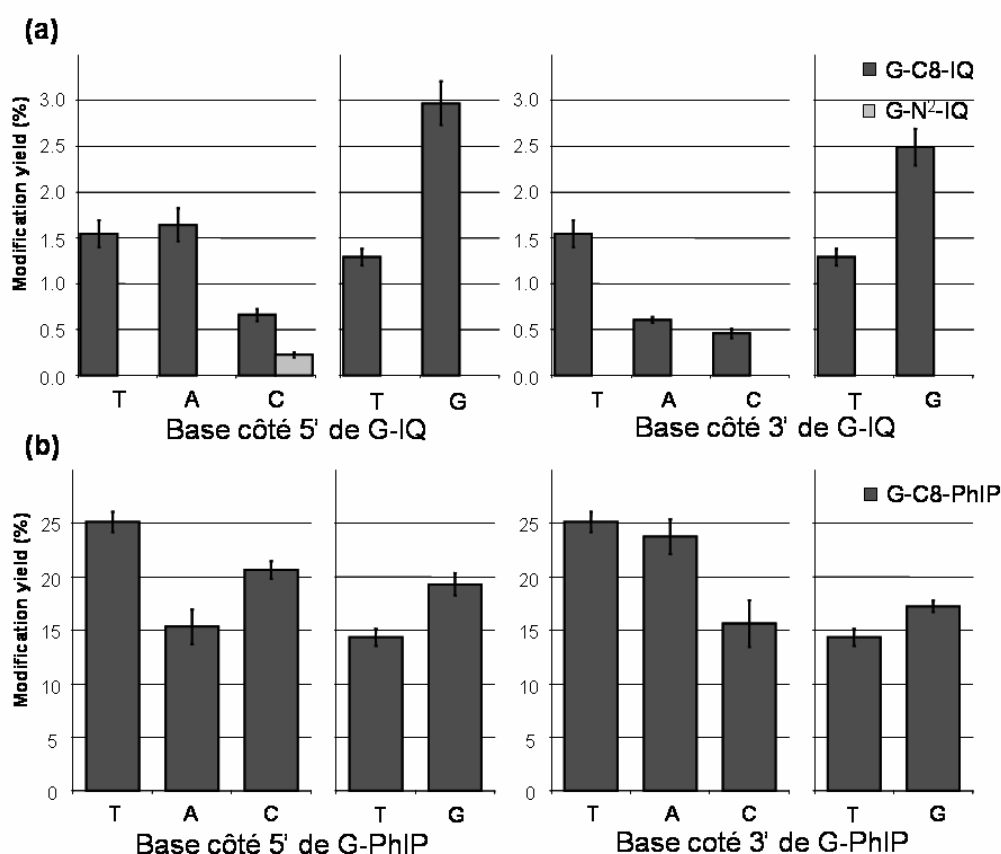 (a)
Modification yield (%)
3.0
2.5
2.0
1.5
1.0
0.5
0.0
T A C T G
Base côté 5' de G-IQ
3.0
2.5
2.0
1.5
1.0
0.5
0.0
G-C8-IQ
G-N²-IQ
T A C T G
Base côté 3' de G-IQ
(b)
Modification yield (%)
25
20
15
10
5
0
T A C T G
Base côté 5' de G-PhIP
25
20
15
10
5
0
G-C8-PhIP
T A C T G
Base coté 3' de G-PhIP